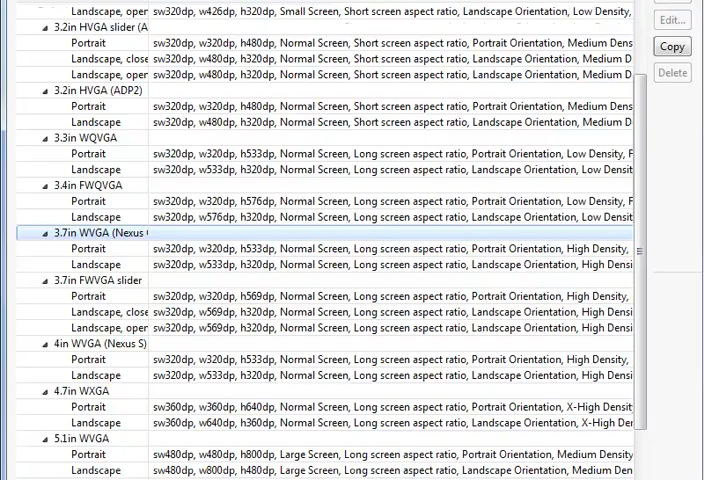 Landscape, open sw320dp, w426dp, h320dp, Small Screen, Short screen aspect ratio, Landscape Orientation, Low Density,
3.2in HVGA slider (A
Portrait sw320dp, w320dp, h480dp, Normal Screen, Short screen aspect ratio, Portrait Orientation, Medium Dens
Landscape, close sw320dp, w480dp, h320dp, Normal Screen, Short screen aspect ratio, Landscape Orientation, Medium D
Landscape, open sw320dp, w480dp, h320dp, Normal Screen, Short screen aspect ratio, Landscape Orientation, Medium D
3.2in HVGA (ADP2)
Portrait sw320dp, w320dp, h480dp, Normal Screen, Short screen aspect ratio, Portrait Orientation, Medium Dens
Landscape sw320dp, w480dp, h320dp, Normal Screen, Short screen aspect ratio, Landscape Orientation, Medium D
3.3in WQVGA
Portrait sw320dp, w320dp, h533dp, Normal Screen, Long screen aspect ratio, Portrait Orientation, Low Density, F
Landscape sw320dp, w533dp, h320dp, Normal Screen, Long screen aspect ratio, Landscape Orientation, Low Densi
3.4in FWQVGA
Portrait sw320dp, w320dp, h576dp, Normal Screen, Long screen aspect ratio, Portrait Orientation, Low Density,
Landscape sw320dp, w576dp, h320dp, Normal Screen, Long screen aspect ratio, Landscape Orientation, Low Densit
3.7in WVGA (Nexus
Portrait sw320dp, w320dp, h533dp, Normal Screen, Long screen aspect ratio, Portrait Orientation, High Density,
Landscape sw320dp, w533dp, h320dp, Normal Screen, Long screen aspect ratio, Landscape Orientation, High Densi
3.7in FWVGA slider
Portrait sw320dp, w320dp, h569dp, Normal Screen, Long screen aspect ratio, Portrait Orientation, High Density,
Landscape, close sw320dp, w569dp, h320dp, Normal Screen, Long screen aspect ratio, Landscape Orientation, High Densi
Landscape, open sw320dp, w569dp, h320dp, Normal Screen, Long screen aspect ratio, Landscape Orientation, High Densi
4in WVGA (Nexus S)
Portrait sw320dp, w320dp, h533dp, Normal Screen, Long screen aspect ratio, Portrait Orientation, High Density,
Landscape sw320dp, w533dp, h320dp, Normal Screen, Long screen aspect ratio, Landscape Orientation, High Densi
4.7in WXGA
Portrait sw360dp, w360dp, h640dp, Normal Screen, Long screen aspect ratio, Portrait Orientation, X-High Density
Landscape sw360dp, w640dp, h360dp, Normal Screen, Long screen aspect ratio, Landscape Orientation, X-High Den
5.1in WVGA
Portrait sw480dp, w480dp, h800dp, Large Screen, Long screen aspect ratio, Portrait Orientation, Medium Density
Landscape sw480dp, w800dp, h480dp, Large Screen, Long screen aspect ratio, Landscape Orientation, Medium Den
Edit...
Copy
Delete